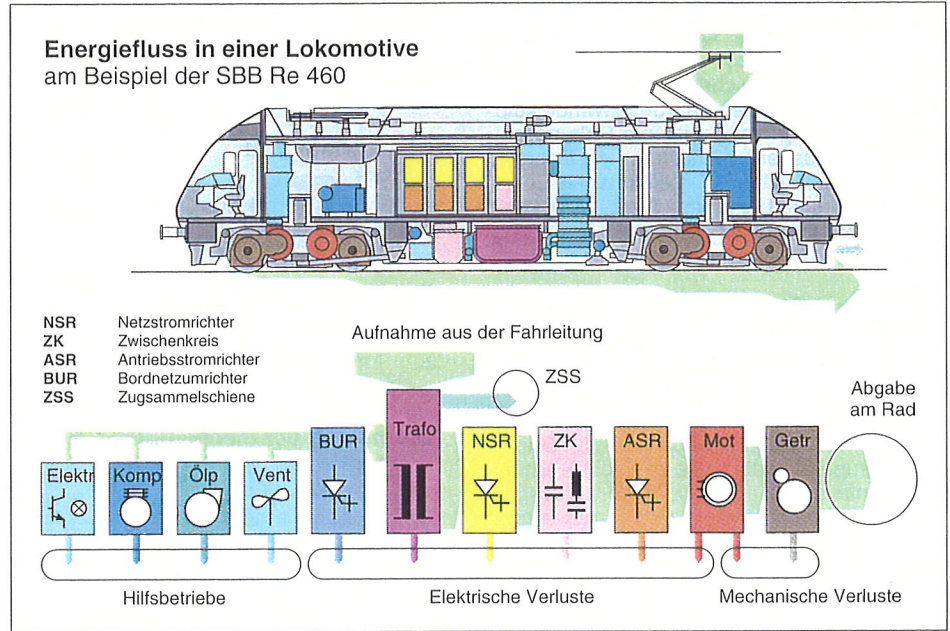 Energiefluss in einer Lokomotive
am Beispiel der SBB Re 460
NSR Netzstromrichter
ZK Zwischenkreis
ASR Antriebsstromrichter
BUR Bordnetzumrichter
ZSS Zugsammelschiene
Aufnahme aus der Fahrleitung
ZSS
Abgabe
am Rad
Elektr Komp Ölp Vent BUR Trafo NSR ZK ASR Mot Getr
Hilfsbetriebe Elektrische Verluste Mechanische Verluste